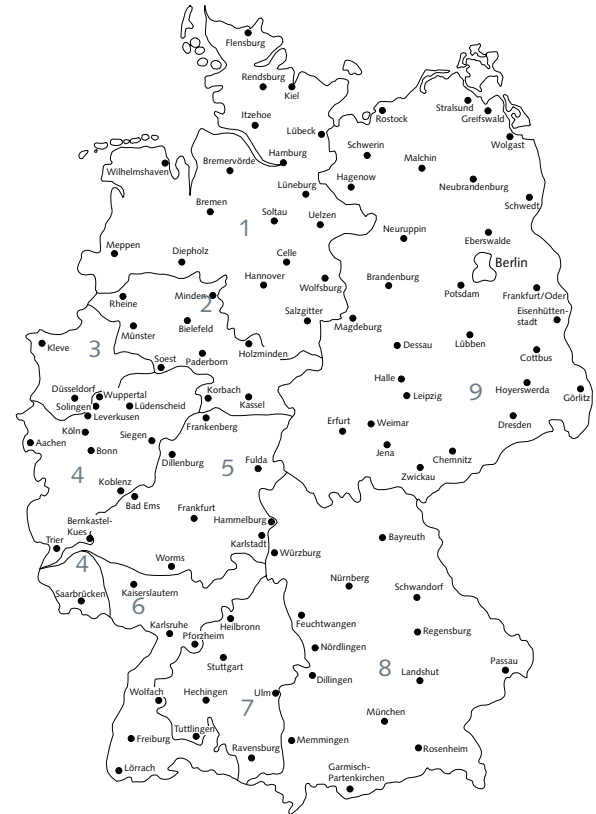 Flensburg
Rendsburg
Kiel
Itzehoe
Lübeck
Rostock
Stralsund
Greifswald
Wolgast
Wilhelmshaven
Bremervörde
Hamburg
Schwerin
Malchin
Lüneburg
Hagenow
Neubrandenburg
Schwedt
Bremen
Soltau
Uelzen
1
Neuruppin
Eberswalde
Meppen
Diepholz
Celle
Berlin
Hannover
Wolfsburg
Brandenburg
Potsdam
Frankfurt/Oder
Rheine
Minden
2
Salzgitter
Magdeburg
Eisenhütten-
stadt
Münster
Bielefeld
Kleve
3
Soest
Paderborn
Holzminden
Dessau
Lübben
Cottbus
Halle
Leipzig
9
Hoyerswerda
Görlitz
Düsseldorf
Wuppertal
Solingen
Lüdenscheid
Leverkusen
Korbach
Kassel
Frankenberg
Erfurt
Weimar
Dresden
Köln
Siegen
Aachen
Bonn
Jena
Chemnitz
Zwickau
Dillenburg
5
Fulda
4
Koblenz
Bad Ems
Frankfurt
Hammelburg
Bernkastel-
Kues
Trier
Karlstadt
Würzburg
Bayreuth
Worms
4
Saarbrücken
Kaiserslautern
6
Nürnberg
Schwandorf
Karlsruhe
Pforzheim
Heilbronn
Feuchtwangen
Regensburg
Stuttgart
Nördlingen
8
Landshut
Passau
Dillingen
Wolfach
Hechingen
Ulm
7
München
Tuttlingen
Freiburg
Ravensburg
Memmingen
Rosenheim
Lörrach
Garmisch-
Partenkirchen